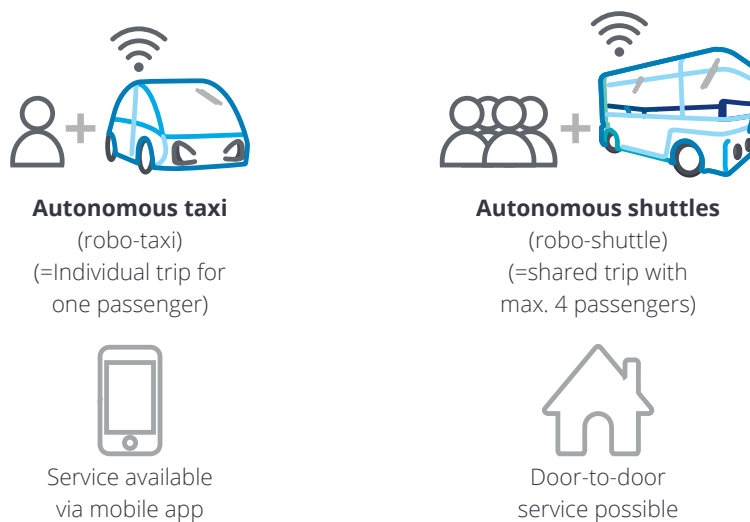 Autonomous taxi
(robo-taxi)
(=Individual trip for
one passenger)
Autonomous shuttles
(robo-shuttle)
(=shared trip with
max. 4 passengers)
Service available
via mobile app
Door-to-door
service possible